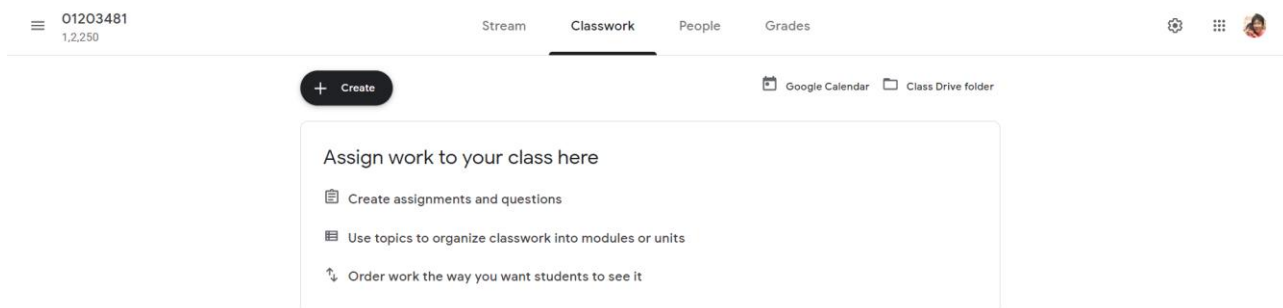 01203481
1,2,250
Stream Classwork People Grades
+ Create
Google Calendar Class Drive folder
Assign work to your class here
Create assignments and questions
Use topics to organize classwork into modules or units
Order work the way you want students to see it